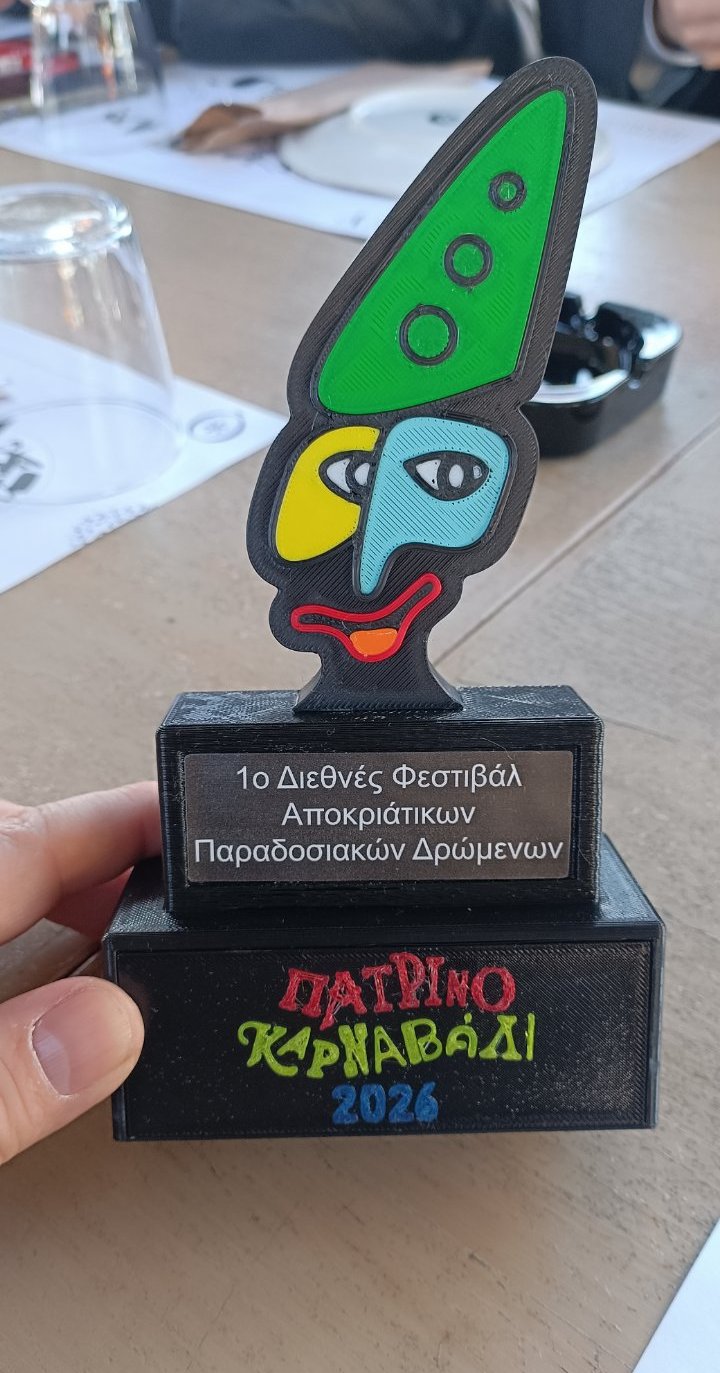 1ο Διεθνές Φεστιβάλ
Αποκριάτικων
Παραδοσιακών Δρώμενων
ΠΑΤΡΙΝΟ
ΚΑΡΝΑΒΑΛΙ
2026